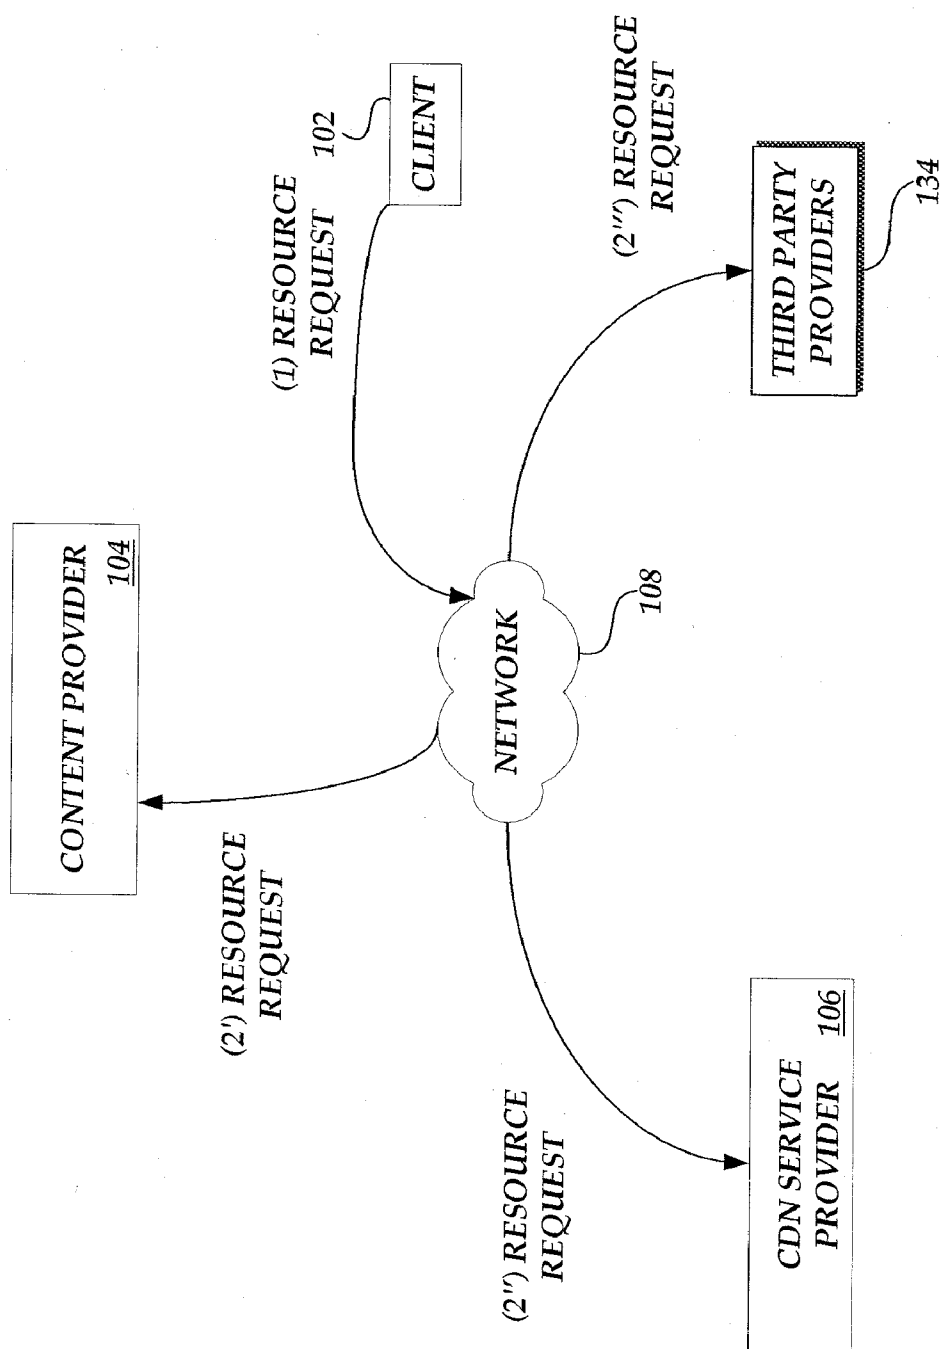 CONTENT PROVIDER
104
(1) RESOURCE
REQUEST
102
CLIENT
(2') RESOURCE
REQUEST
NETWORK
108
(2'') RESOURCE
REQUEST
(2''') RESOURCE
REQUEST
CDN SERVICE
PROVIDER
106
THIRD PARTY
PROVIDERS
134